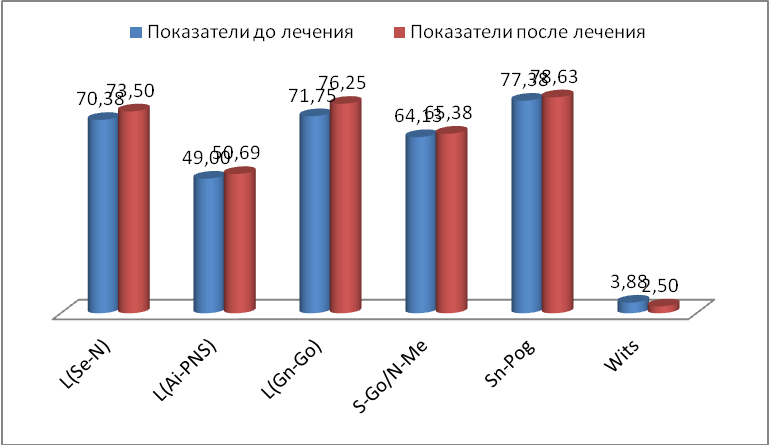 Показатели до лечения Показатели после лечения
70,38 73,50 49,00 50,69 71,75 76,25 64,13 65,38 77,38 78,63 3,88 2,50
L(Se-N) L(Ai-PNS) L(Gn-Go) S-Go/N-Me Sn-Pog Wits